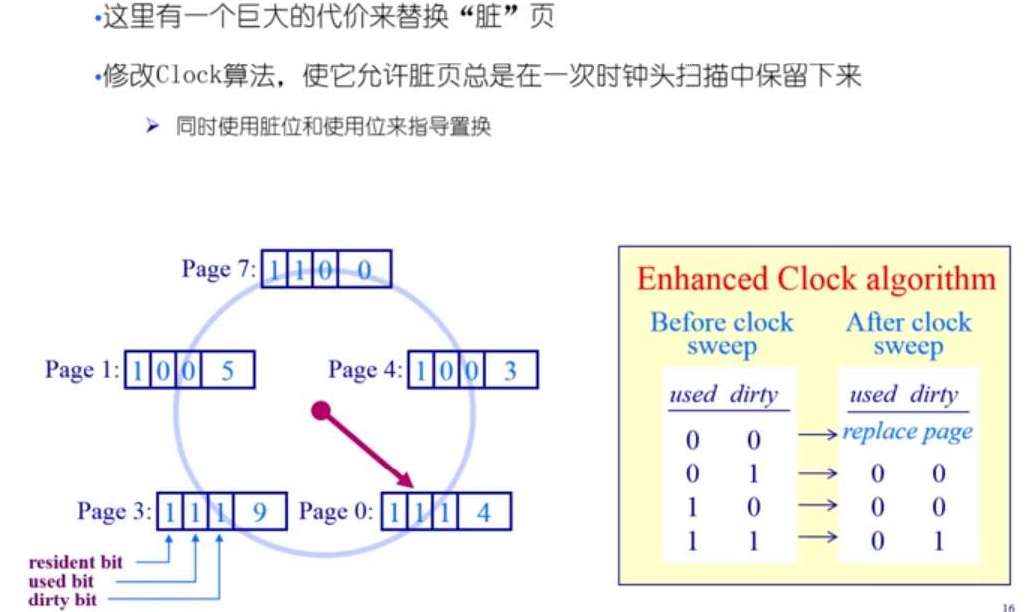 •这里有一个巨大的代价来替换“脏”页
•修改Clock算法，使它允许脏页总是在一次时钟头扫描中保留下来
➢ 同时使用脏位和使用位来指导置换
Page 7: 1 1 0 0
Page 1: 1 0 0 5
Page 4: 1 0 0 3
Page 3: 1 1 1 9
Page 0: 1 1 1 4
resident bit
used bit
dirty bit
Enhanced Clock algorithm
Before clock sweep
After clock sweep
used dirty
used dirty
0 0 replace page
0 1 0 0
1 0 0 0
1 1 0 1
16